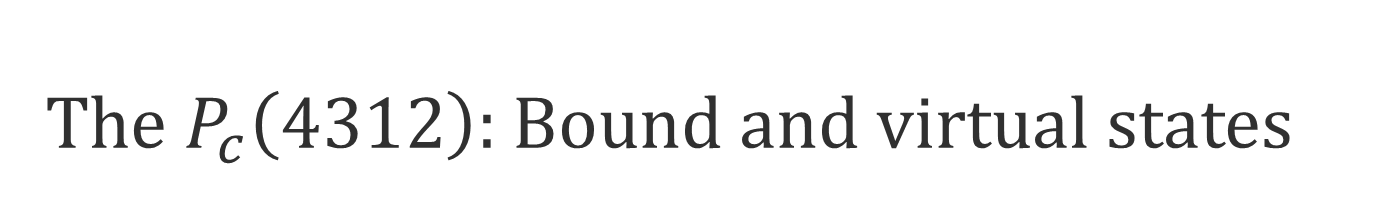 The $P_c(4312)$: Bound and virtual states